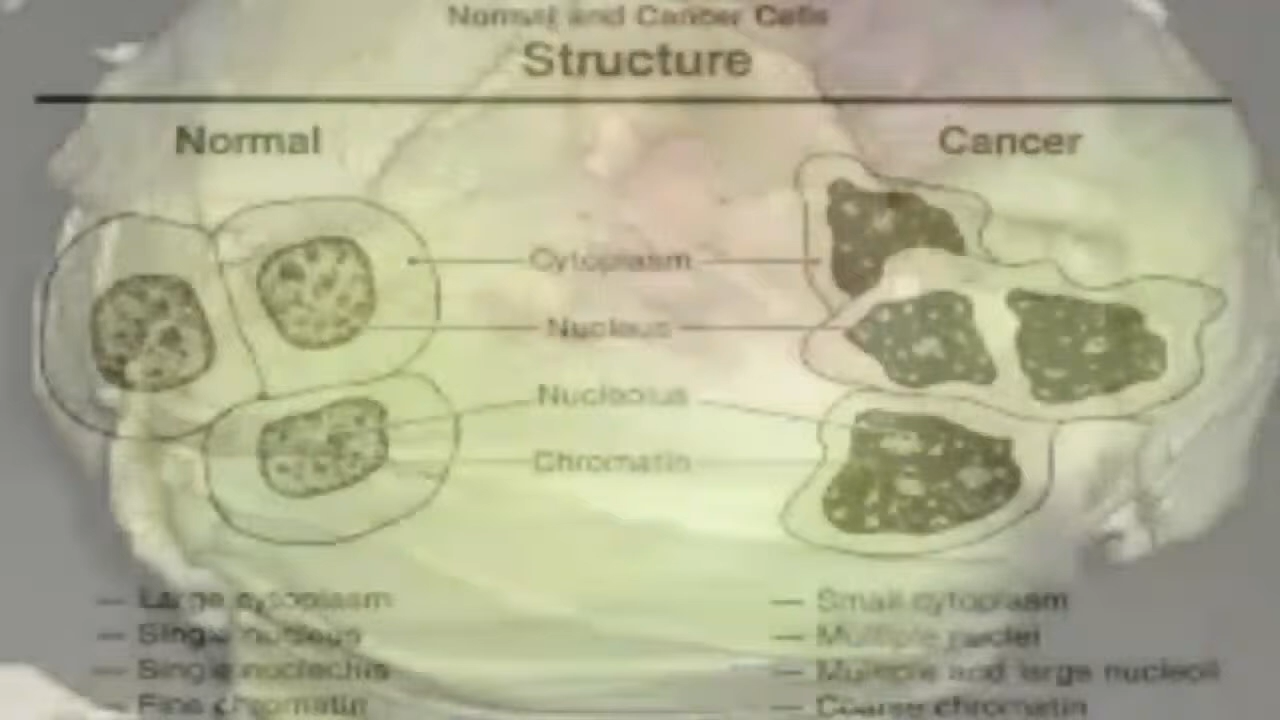 Normal and Cancer Cells
Structure
Normal
Cancer
Cytoplasm
Nucleus
Nucleolus
Chromatin
— Large cytoplasm
— Single nucleus
— Single nucleolus
— Fine chromatin
— Small cytoplasm
— Multiple nuclei
— Multiple and large nucleoli
— Coarse chromatin